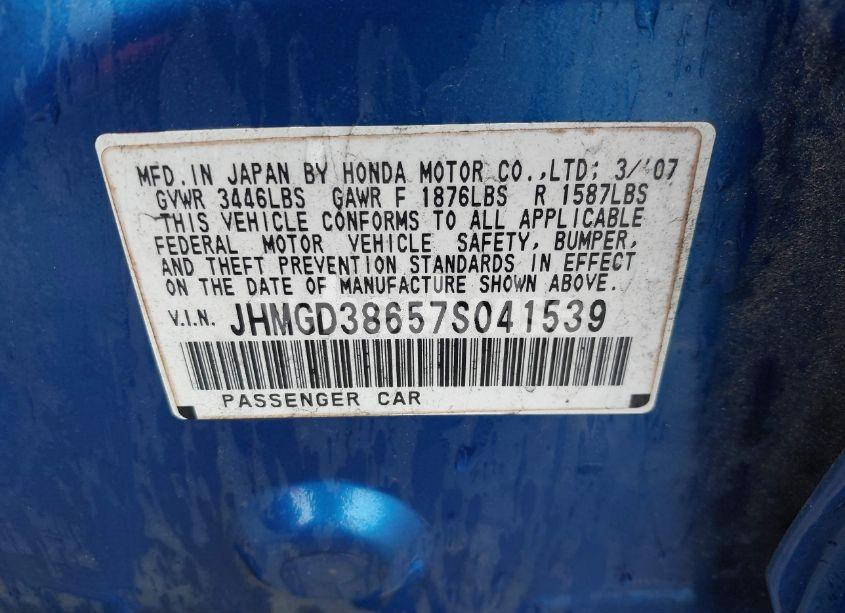 MFD. IN JAPAN BY HONDA MOTOR CO., LTD; 3/'07
GVWR 3446LBS GAWR F 1876LBS R 1587LBS
THIS VEHICLE CONFORMS TO ALL APPLICABLE
FEDERAL MOTOR VEHICLE SAFETY, BUMPER,
AND THEFT PREVENTION STANDARDS IN EFFECT
ON THE DATE OF MANUFACTURE SHOWN ABOVE.
V.I.N. JHMGD38657S041539
PASSENGER CAR